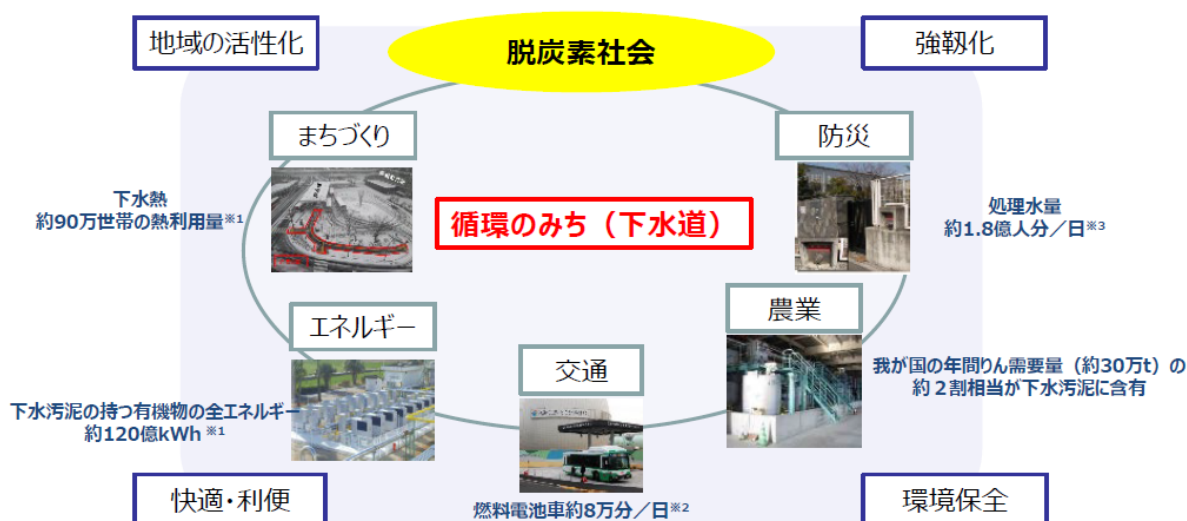 地域の活性化
脱炭素社会
強靱化
まちづくり
防災
下水熱
約90万世帯の熱利用量※1
循環のみち（下水道）
処理水量
約1.8億人分／日※3
エネルギー
農業
交通
我が国の年間りん需要量（約30万t）の
約２割相当が下水汚泥に含有
下水汚泥の持つ有機物の全エネルギー
約120億kWh ※1
快適・利便
燃料電池車約8万分／日※2
環境保全